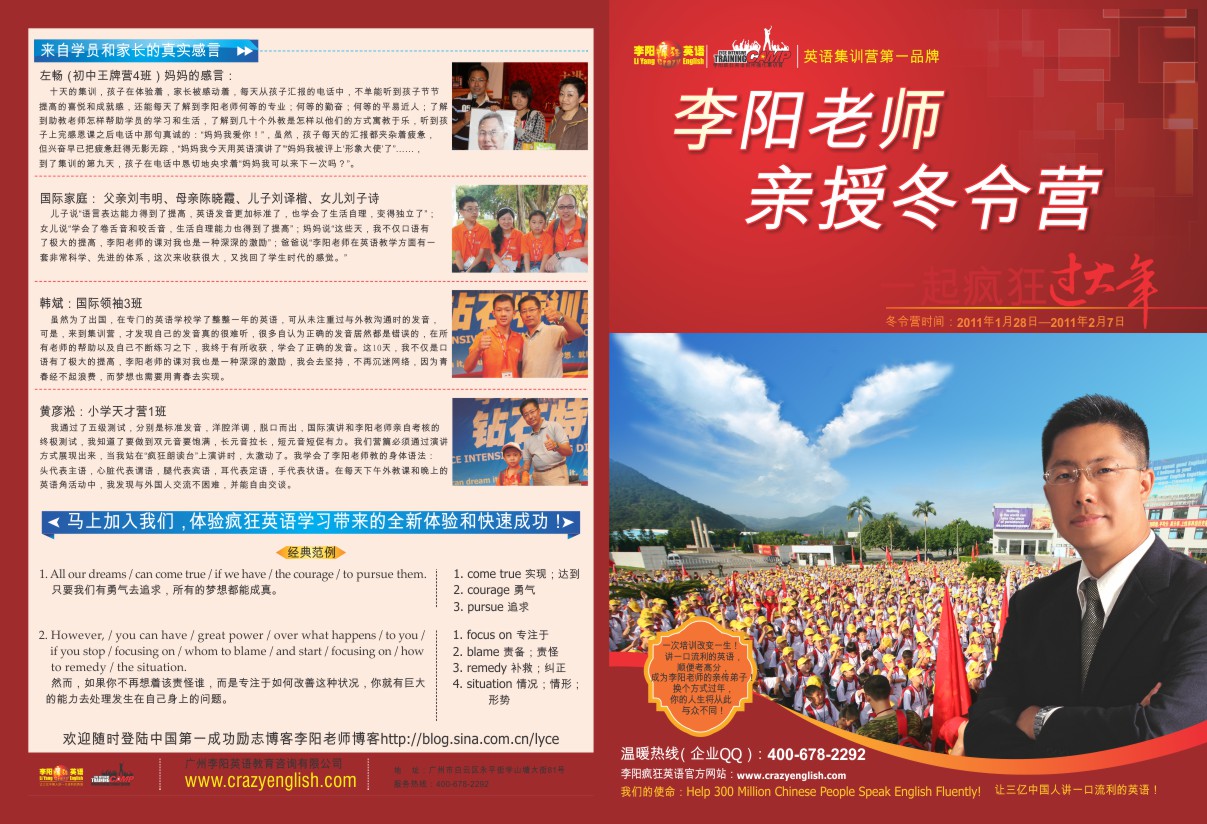 来自学员和家长的真实感言
左畅（初中王牌营4班）妈妈的感言：
十天的集训，孩子在体验着，家长被感动着，每天从孩子汇报的电话中，不单能听到孩子节节
提高的喜悦和成就感，还能每天了解到李阳老师何等的专业；何等的勤奋；何等的平易近人；了解
到助教老师怎样帮助学员的学习和生活，了解到几十个外教是怎样以他们的方式寓教于乐，听到孩
子上完感恩课之后电话中那句真诚的：“妈妈我爱你！”，虽然，孩子每天的汇报都夹杂着疲惫，
但兴奋早已把疲惫赶得无影无踪，“妈妈我今天用英语演讲了”“妈妈我被评上‘形象大使’了”……，
到了集训的第九天，孩子在电话中恳切地央求着“妈妈我可以来下一次吗？”。
国际家庭： 父亲刘韦明、母亲陈晓霞、儿子刘译楷、女儿刘子诗
儿子说“语言表达能力得到了提高，英语发音更加标准了，也学会了生活自理，变得独立了”；
女儿说“学会了卷舌音和咬舌音，生活自理能力也得到了提高”；妈妈说“这些天，我不仅口语有
了极大的提高，李阳老师的课对我也是一种深深的激励”；爸爸说“李阳老师在英语教学方面有一
套非常科学、先进的体系，这次来收获很大，又找回了学生时代的感觉。”
韩斌：国际领袖3班
虽然为了出国，在专门的英语学校学了整整一年的英语，可从未注重过与外教沟通时的发音，
可是，来到集训营，才发现自己的发音真的很难听，很多自认为正确的发音居然都是错误的，在所
有老师的帮助以及自己不断练习之下，我终于有所收获，学会了正确的发音。这10天，我不仅是口
语有了极大的提高，李阳老师的课对我也是一种深深的激励，我会去坚持，不再沉迷网络，因为青
春经不起浪费，而梦想也需要用青春去实现。
黄彦淞：小学天才营1班
我通过了五级测试，分别是标准发音，洋腔洋调，脱口而出，国际演讲和李阳老师亲自考核的
终极测试，我知道了要做到双元音要饱满，长元音拉长，短元音短促有力。我们营篇必须通过演讲
方式展现出来，当我站在“疯狂朗读台”上演讲时，太激动了。我学会了李阳老师教的身体语法：
头代表主语，心脏代表谓语，腿代表宾语，耳代表定语，手代表状语。在每天下午外教课和晚上的
英语角活动中，我发现与外国人交流不困难，并能自由交谈。
马上加入我们，体验疯狂英语学习带来的全新体验和快速成功！
经典范例
1. All our dreams / can come true / if we have / the courage / to pursue them.
只要我们有勇气去追求，所有的梦想都能成真。
1. come true 实现；达到
2. courage 勇气
3. pursue 追求
2. However, / you can have / great power / over what happens / to you /
if you stop / focusing on / whom to blame / and start / focusing on / how
to remedy / the situation.
然而，如果你不再想着该责怪谁，而是专注于如何改善这种状况，你就有巨大
的能力去处理发生在自己身上的问题。
1. focus on 专注于
2. blame 责备；责怪
3. remedy 补救；纠正
4. situation 情况；情形；
形势
欢迎随时登陆中国第一成功励志博客李阳老师博客http://blog.sina.com.cn/lyce
李阳疯狂英语
Li Yang English
广州李阳英语教育咨询有限公司
www.crazyenglish.com
服务热线：400-678-2292
李阳疯狂英语
Li Yang English
TRAINING CAMP
英语集训营第一品牌
李阳老师
亲授冬令营
一起疯狂过大年
冬令营时间：2011年1月28日—2011年2月7日
一次培训改变一生！
讲一口流利的英语，
顺便考高分，
成为李阳老师的亲传弟子！
换个方式过年，
你的人生将从此
与众不同！
温暖热线（企业QQ）：400-678-2292
李阳疯狂英语官方网站：www.crazyenglish.com
我们的使命：Help 300 Million Chinese People Speak English Fluently! 让三亿中国人讲一口流利的英语！